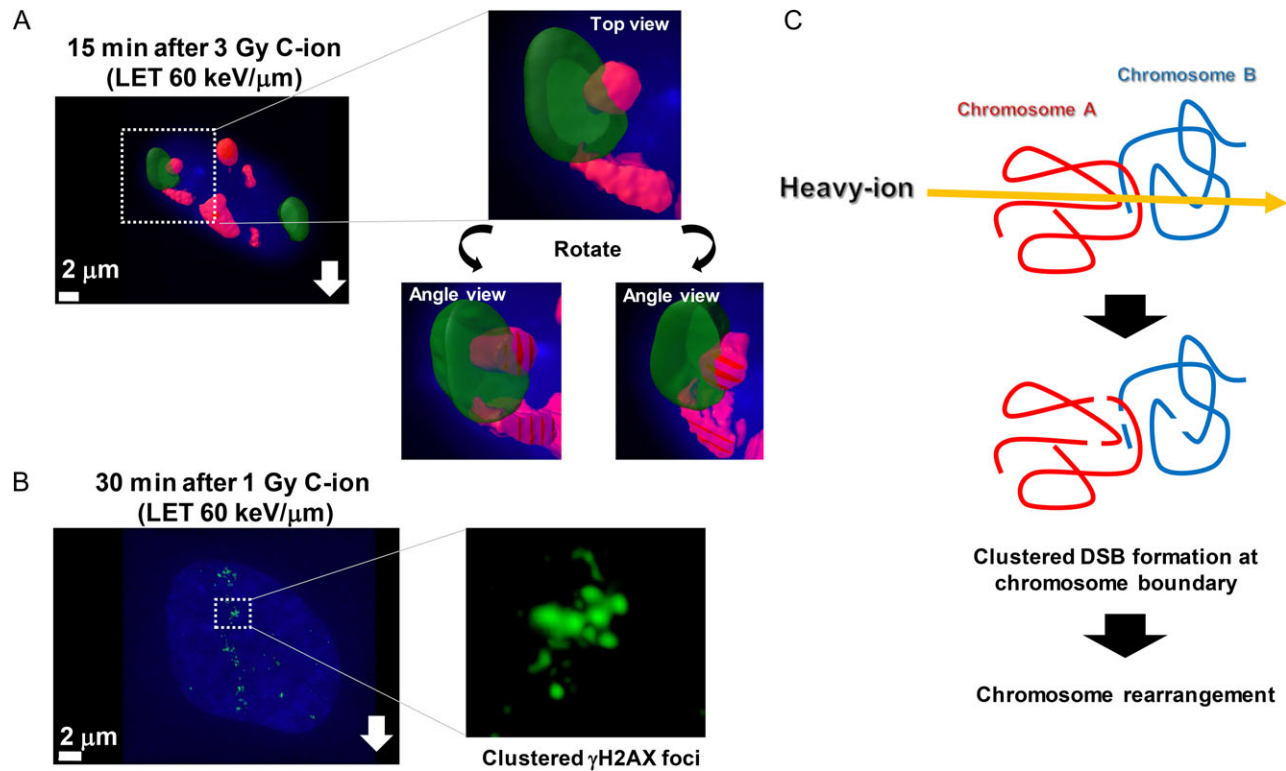 A
15 min after 3 Gy C-ion
(LET 60 keV/μm)
2 μm
Top view
Rotate
Angle view
Angle view
B
30 min after 1 Gy C-ion
(LET 60 keV/μm)
2 μm
Clustered γH2AX foci
C
Chromosome B
Chromosome A
Heavy-ion
Clustered DSB formation at
chromosome boundary
Chromosome rearrangement